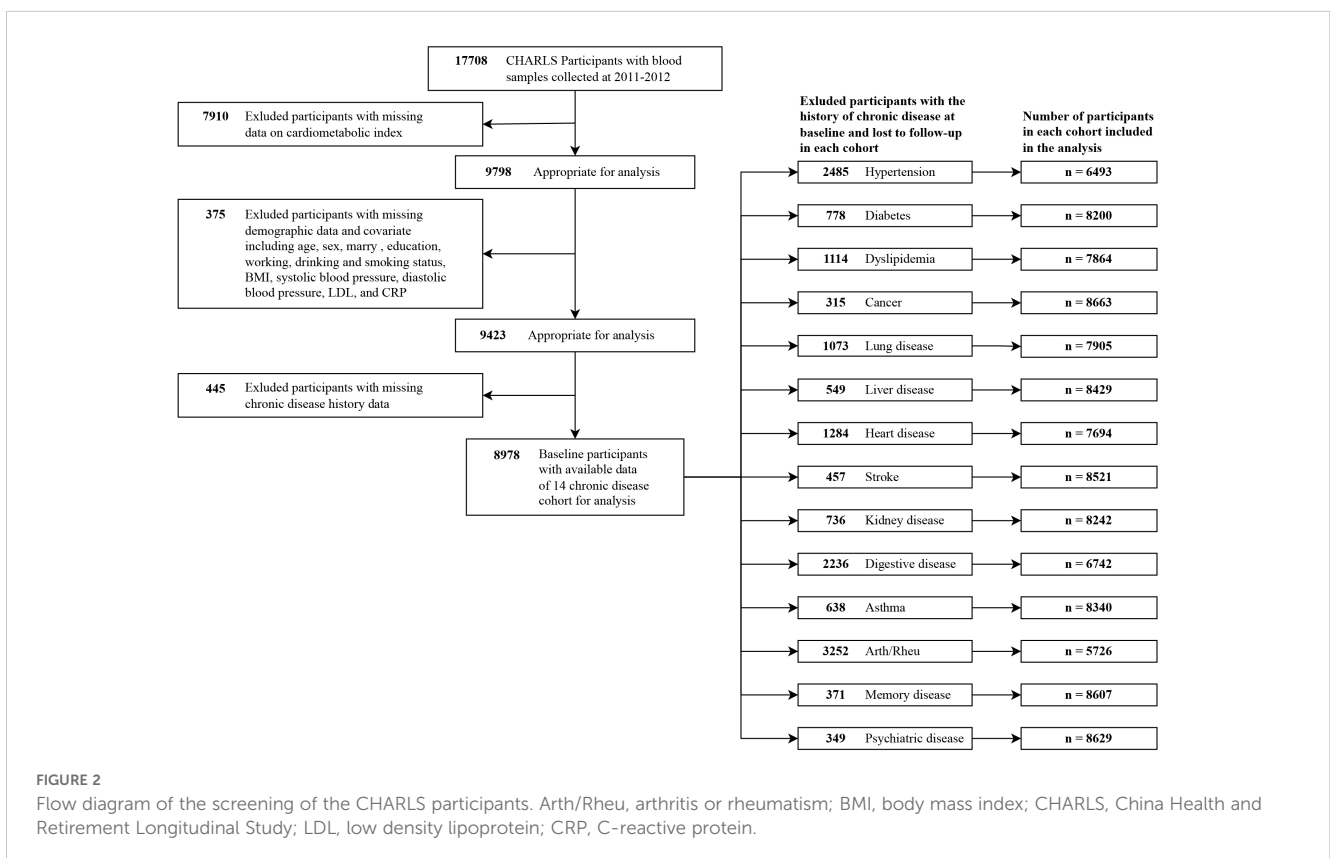 17708 CHARLS Participants with blood
samples collected at 2011-2012
7910 Exluded participants with missing
data on cardiometabolic index
9798 Appropriate for analysis
375 Exluded participants with missing
demographic data and covariate
including age, sex, marry , education,
working, drinking and smoking status,
BMI, systolic blood pressure, diastolic
blood pressure, LDL, and CRP
9423 Appropriate for analysis
445 Exluded participants with missing
chronic disease history data
8978 Baseline participants
with available data
of 14 chronic disease
cohort for analysis
Exluded participants with the
history of chronic disease at
baseline and lost to follow-up
in each cohort
Number of participants
in each cohort included
in the analysis
2485 Hypertension n = 6493
778 Diabetes n = 8200
1114 Dyslipidemia n = 7864
315 Cancer n = 8663
1073 Lung disease n = 7905
549 Liver disease n = 8429
1284 Heart disease n = 7694
457 Stroke n = 8521
736 Kidney disease n = 8242
2236 Digestive disease n = 6742
638 Asthma n = 8340
3252 Arth/Rheu n = 5726
371 Memory disease n = 8607
349 Psychiatric disease n = 8629
FIGURE 2
Flow diagram of the screening of the CHARLS participants. Arth/Rheu, arthritis or rheumatism; BMI, body mass index; CHARLS, China Health and
Retirement Longitudinal Study; LDL, low density lipoprotein; CRP, C-reactive protein.